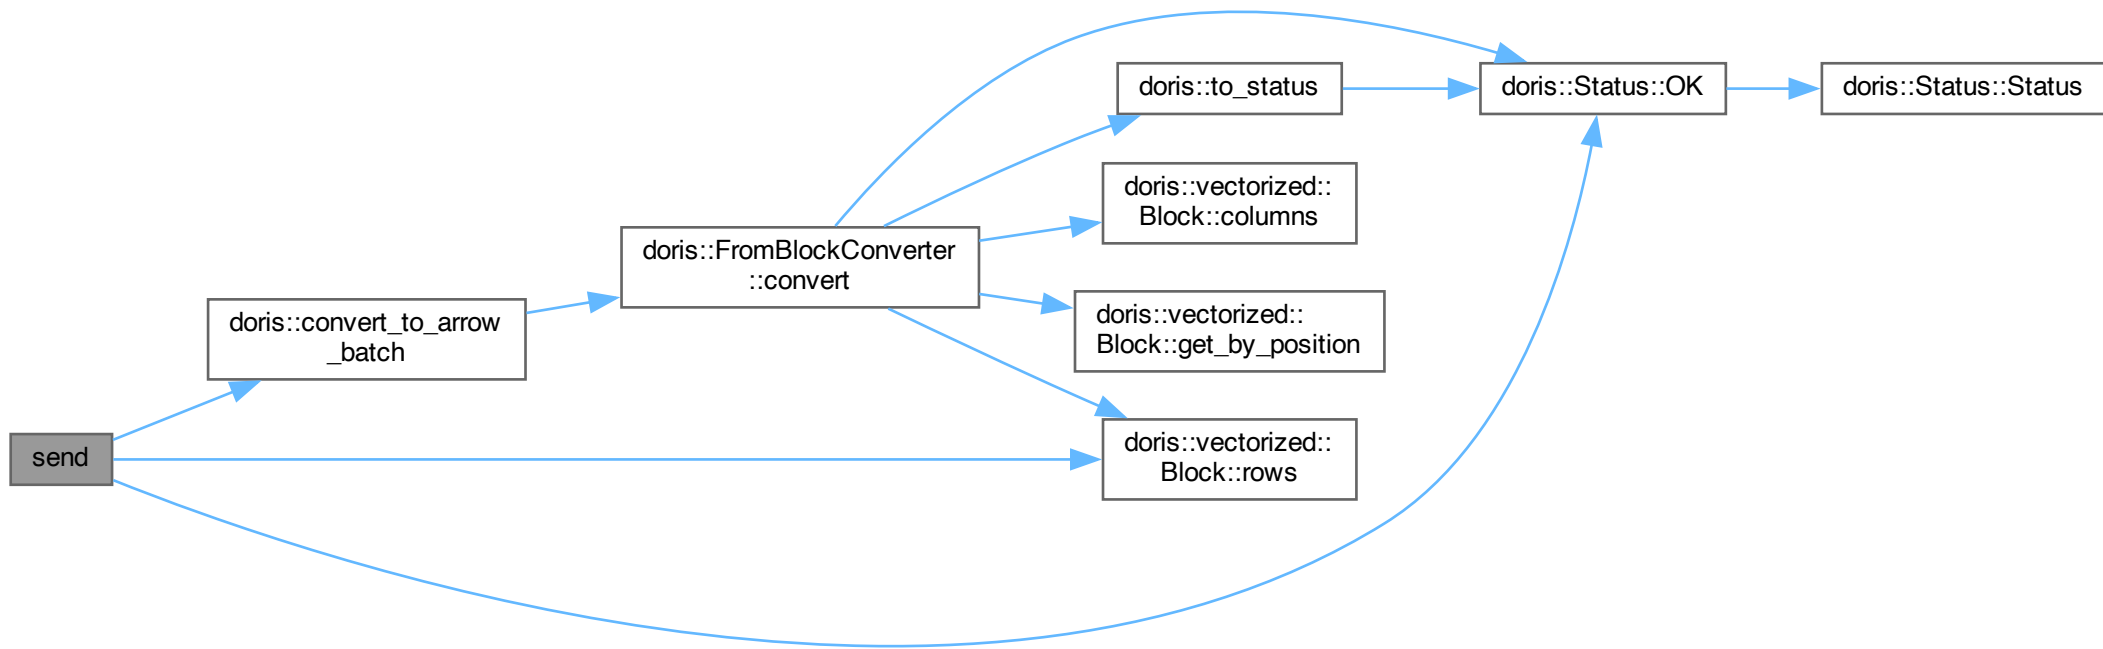 doris::to_status
doris::Status::OK
doris::Status::Status
doris::vectorized::
Block::columns
doris::FromBlockConverter
::convert
doris::vectorized::
Block::get_by_position
doris::convert_to_arrow
_batch
doris::vectorized::
Block::rows
send